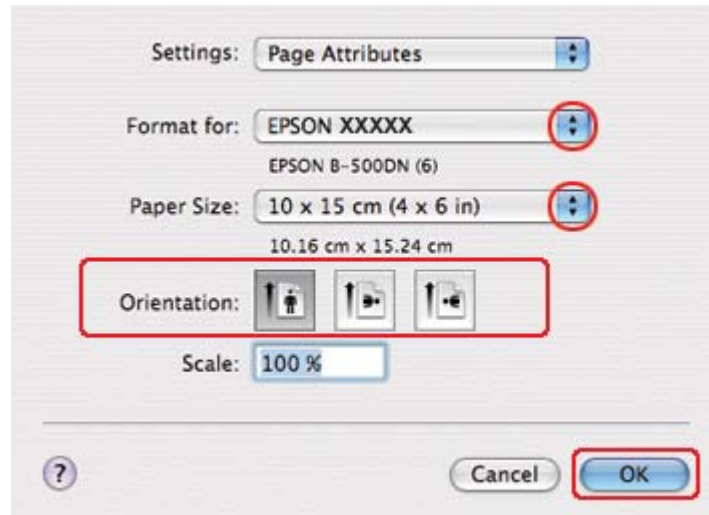 Settings: Page Attributes
Format for: EPSON XXXXX
EPSON B-500DN (6)
Paper Size: 10 x 15 cm (4 x 6 in)
10.16 cm x 15.24 cm
Orientation:
Scale: 100 %
? Cancel OK